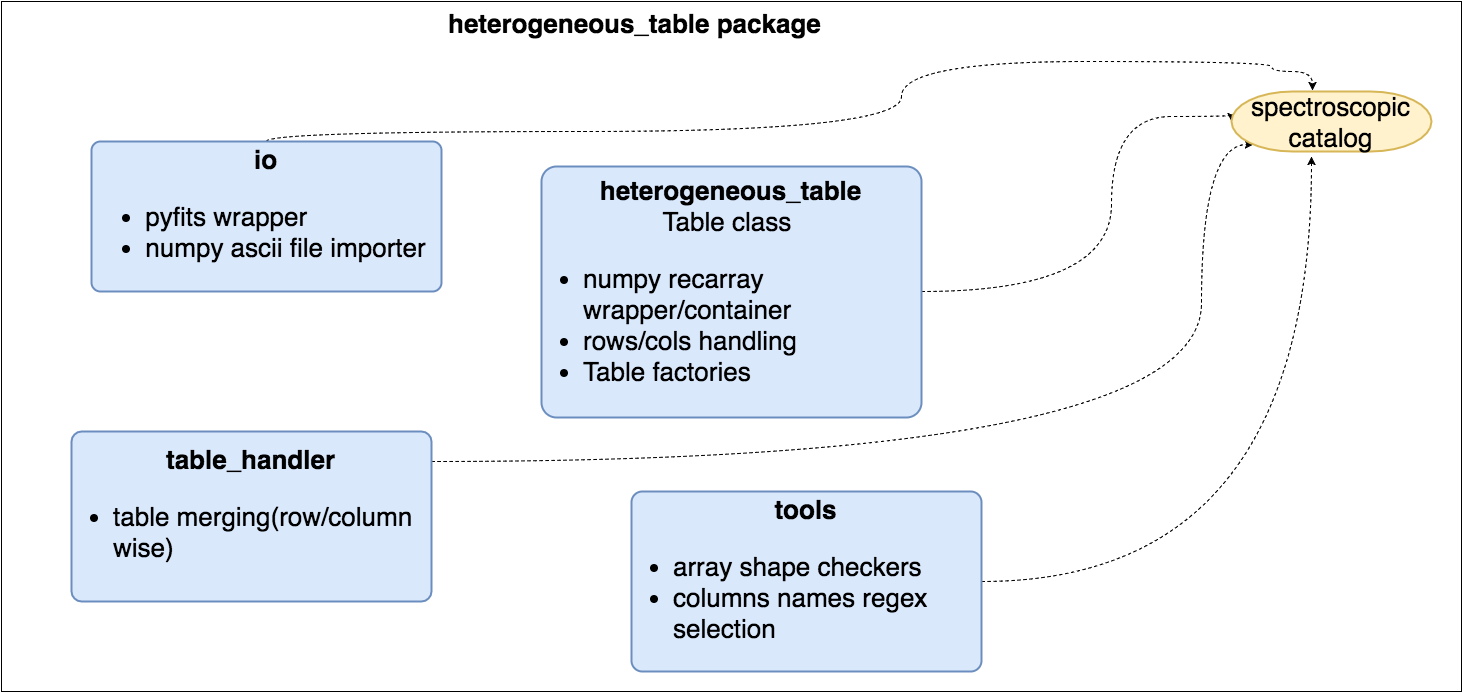 heterogeneous_table package
spectroscopic
catalog
io
• pyfits wrapper
• numpy ascii file importer
heterogeneous_table
Table class
• numpy recarray
wrapper/container
• rows/cols handling
• Table factories
table_handler
• table merging(row/column
wise)
tools
• array shape checkers
• columns names regex
selection